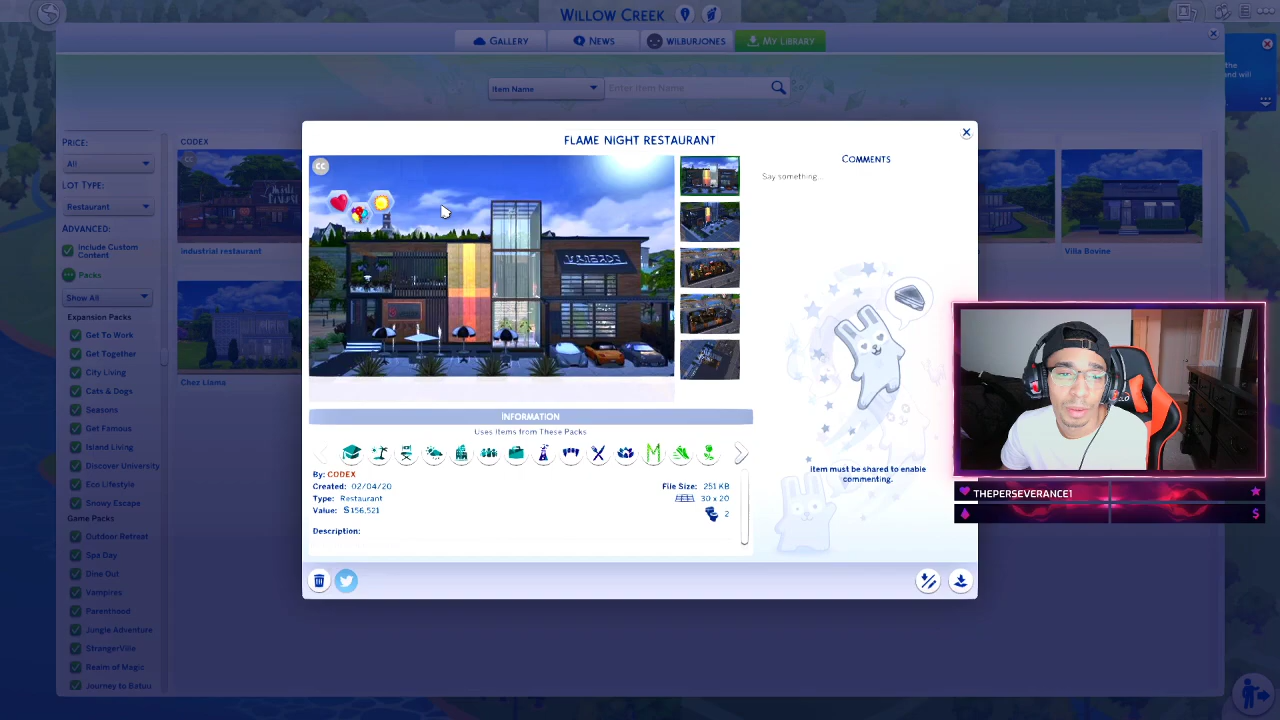 WILLOW CREEK
GALLERY
NEWS
WILBURJONES
MY LIBRARY
the
nd will
Item Name
Enter Item Name
PRICE:
All
LOT TYPE:
Restaurant
ADVANCED:
Include Custom
Content
Packs
Show All
Expansion Packs
Get To Work
Get Together
City Living
Cats & Dogs
Seasons
Get Famous
Island Living
Discover University
Eco Lifestyle
Snowy Escape
Game Packs
Outdoor Retreat
Spa Day
Dine Out
Vampires
Parenthood
Jungle Adventure
StrangerVille
Realm of Magic
Journey to Batuu
CODEX
CC
industrial restaurant
Chez Llama
Villa Bovine
FLAME NIGHT RESTAURANT
CC
INFORMATION
Uses Items from These Packs
By: CODEX
Created: 02/04/20
Type: Restaurant
Value: §156,521
Description:
File Size: 251 KB
30 x 20
2
COMMENTS
Say something...
Item must be shared to enable
commenting.
THEPERSEVERANCE1
$